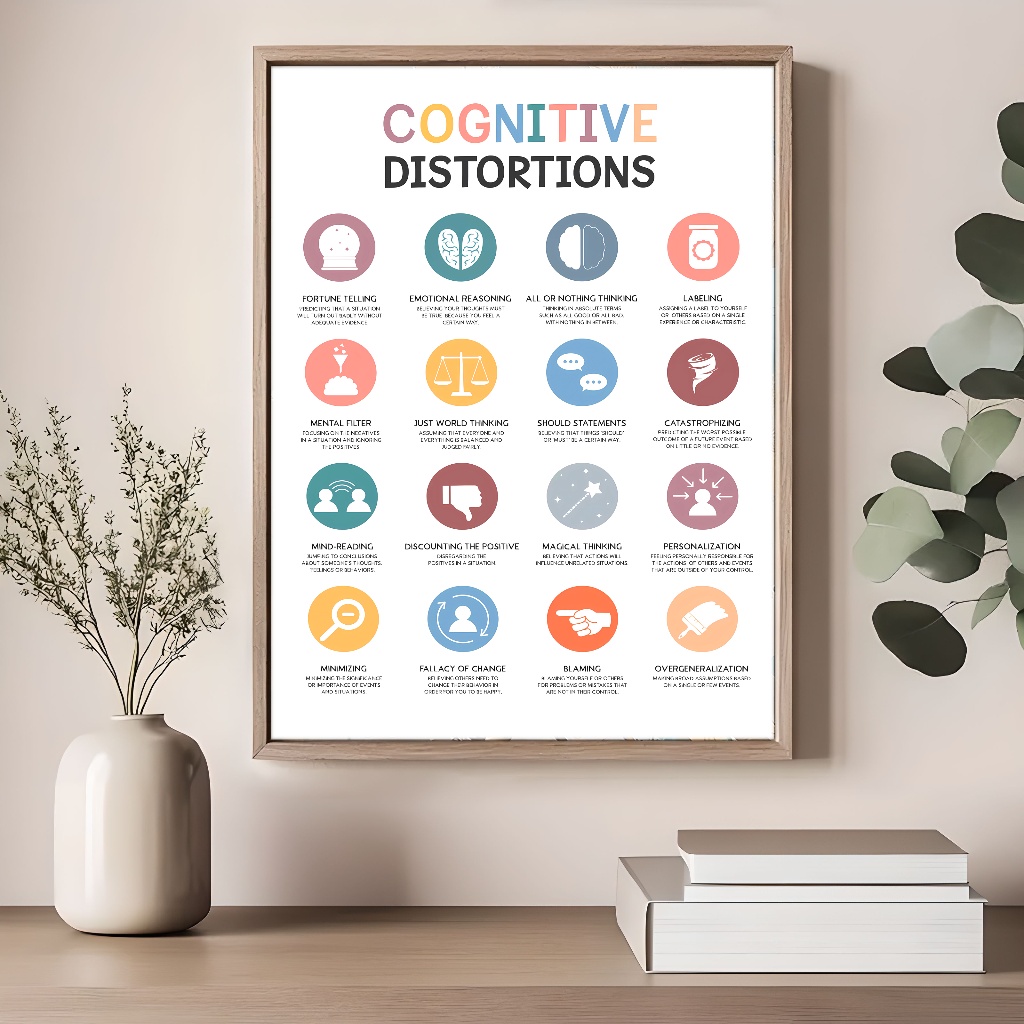 COGNITIVE
DISTORTIONS
FORTUNE TELLING
PREDICTING THAT A SITUATION
WILL TURN OUT BADLY WITHOUT
ADEQUATE EVIDENCE
EMOTIONAL REASONING
BELIEVING YOUR THOUGHTS MUST
BE TRUE BECAUSE YOU FEEL A
CERTAIN WAY.
ALL OR NOTHING THINKING
THINKING IN ABSOLUTE TERMS
SUCH AS ALL GOOD OR ALL BAD,
WITH NOTHING IN BETWEEN.
LABELING
ASSIGNING A LABEL TO YOURSELF
OR OTHERS BASED ON A SINGLE
EXPERIENCE OR CHARACTERISTIC
MENTAL FILTER
FOCUSING ON THE NEGATIVES
IN A SITUATION AND IGNORING
THE POSITIVES
JUST WORLD THINKING
ASSUMING THAT EVERYONE AND
EVERYTHING IS BALANCED AND
JUDGED FAIRLY.
SHOULD STATEMENTS
BELIEVING THAT THINGS SHOULD
OR MUST BE A CERTAIN WAY.
CATASTROPHIZING
PREDICTING THE WORST POSSIBLE
OUTCOME OF A FUTURE EVENT BASED
ON LITTLE OR NO EVIDENCE.
MIND-READING
JUMPING TO CONCLUSIONS
ABOUT SOMEONE'S THOUGHTS,
FEELINGS OR BEHAVIORS.
DISCOUNTING THE POSITIVE
DISREGARDING THE
POSITIVES IN A SITUATION.
MAGICAL THINKING
BELIEVING THAT ACTIONS WILL
INFLUENCE UNRELATED SITUATIONS.
PERSONALIZATION
FEELING PERSONALLY RESPONSIBLE FOR
THE ACTIONS OF OTHERS AND EVENTS
THAT ARE OUTSIDE OF YOUR CONTROL.
MINIMIZING
MINIMIZING THE SIGNIFICANCE
OR IMPORTANCE OF EVENTS
AND SITUATIONS.
FALLACY OF CHANGE
BELIEVING OTHERS NEED TO
CHANGE THEIR BEHAVIOR IN
ORDER FOR YOU TO BE HAPPY.
BLAMING
BLAMING YOURSELF OR OTHERS
FOR PROBLEMS OR MISTAKES THAT
ARE NOT IN THEIR CONTROL.
OVERGENERALIZATION
MAKING BROAD ASSUMPTIONS BASED
ON A SINGLE OR FEW EVENTS.